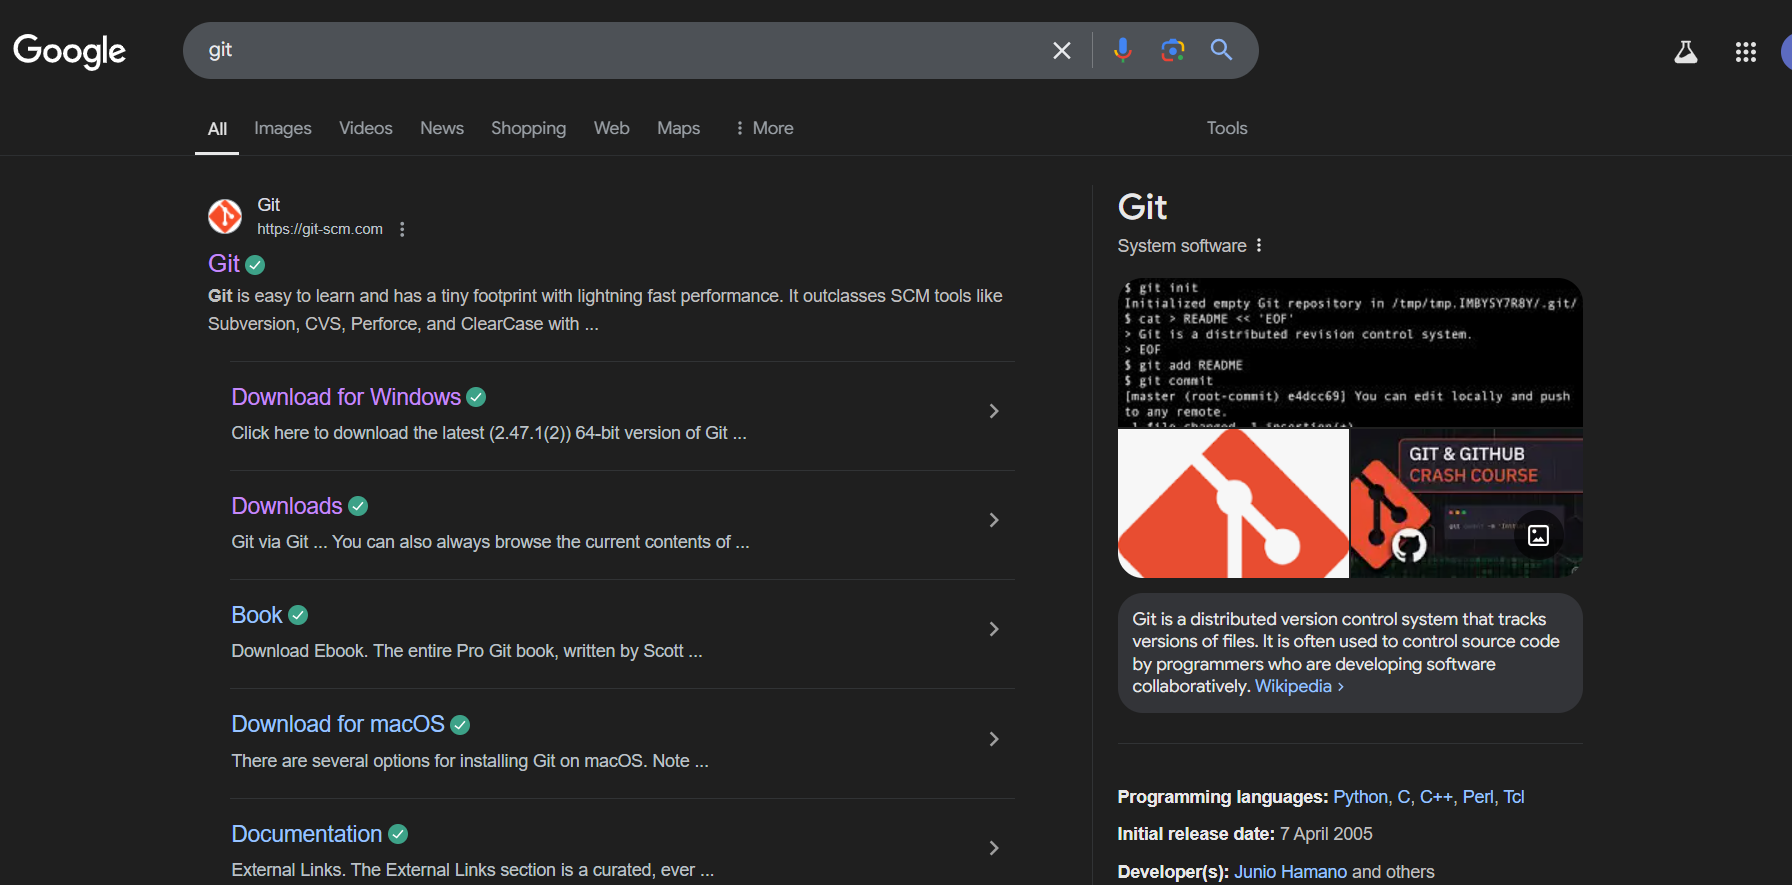 Google
git
All
Images
Videos
News
Shopping
Web
Maps
More
Tools
Git
https://git-scm.com
Git
Git is easy to learn and has a tiny footprint with lightning fast performance. It outclasses SCM tools like
Subversion, CVS, Perforce, and ClearCase with ...
Download for Windows
Click here to download the latest (2.47.1(2)) 64-bit version of Git ...
Downloads
Git via Git ... You can also always browse the current contents of ...
Book
Download Ebook. The entire Pro Git book, written by Scott ...
Download for macOS
There are several options for installing Git on macOS. Note ...
Documentation
External Links. The External Links section is a curated, ever ...
Git
System software
$ git init
Initialized empty Git repository in /tmp/tmp.IMBYSY7R8Y/.git/
$ cat > README << 'EOF'
> Git is a distributed revision control system.
> EOF
$ git add README
$ git commit
[master (root-commit) e4dcc69] You can edit locally and push
to any remote.
1 file changed, 1 insertion(+)
GIT & GITHUB
CRASH COURSE
Git is a distributed version control system that tracks
versions of files. It is often used to control source code
by programmers who are developing software
collaboratively. Wikipedia ›
Programming languages: Python, C, C++, Perl, Tcl
Initial release date: 7 April 2005
Developer(s): Junio Hamano and others